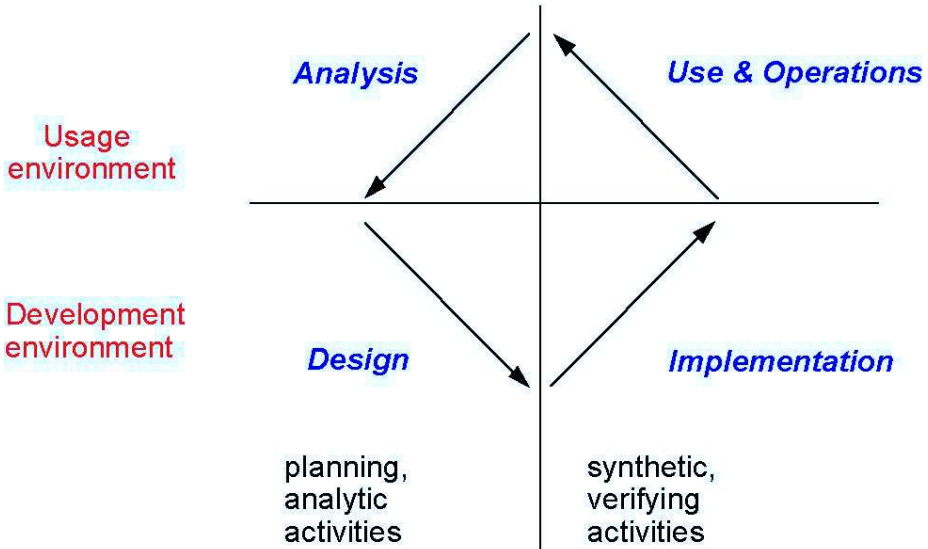 Analysis
Use & Operations
Usage
environment
Development
environment
Design
Implementation
planning,
analytic
activities
synthetic,
verifying
activities